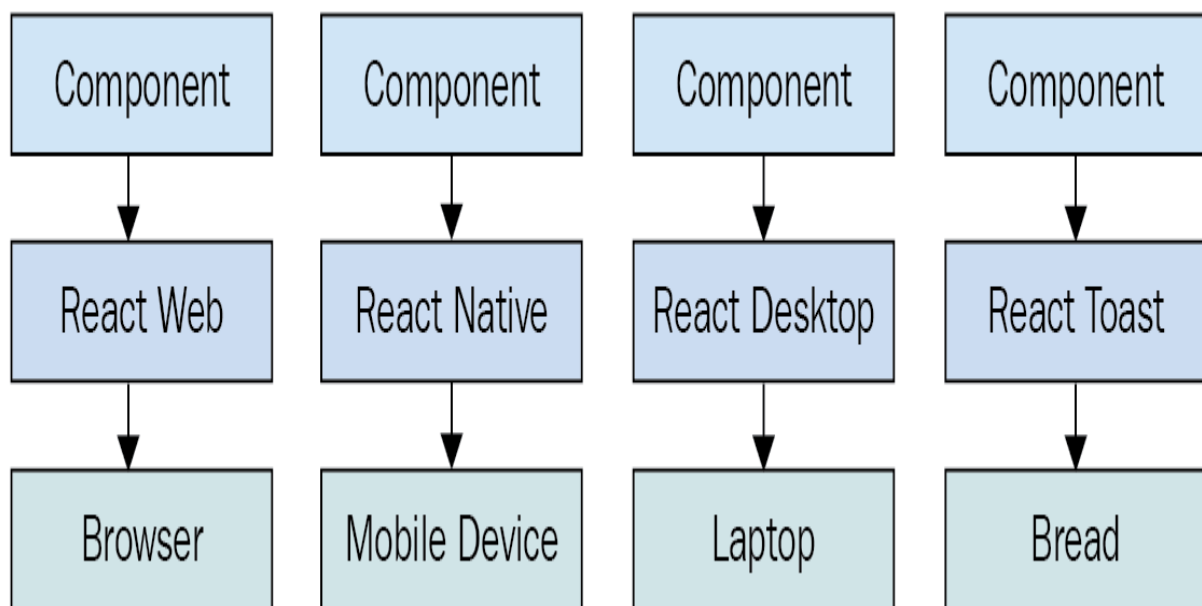 Component
Component
Component
Component
React Web
React Native
React Desktop
React Toast
Browser
Mobile Device
Laptop
Bread